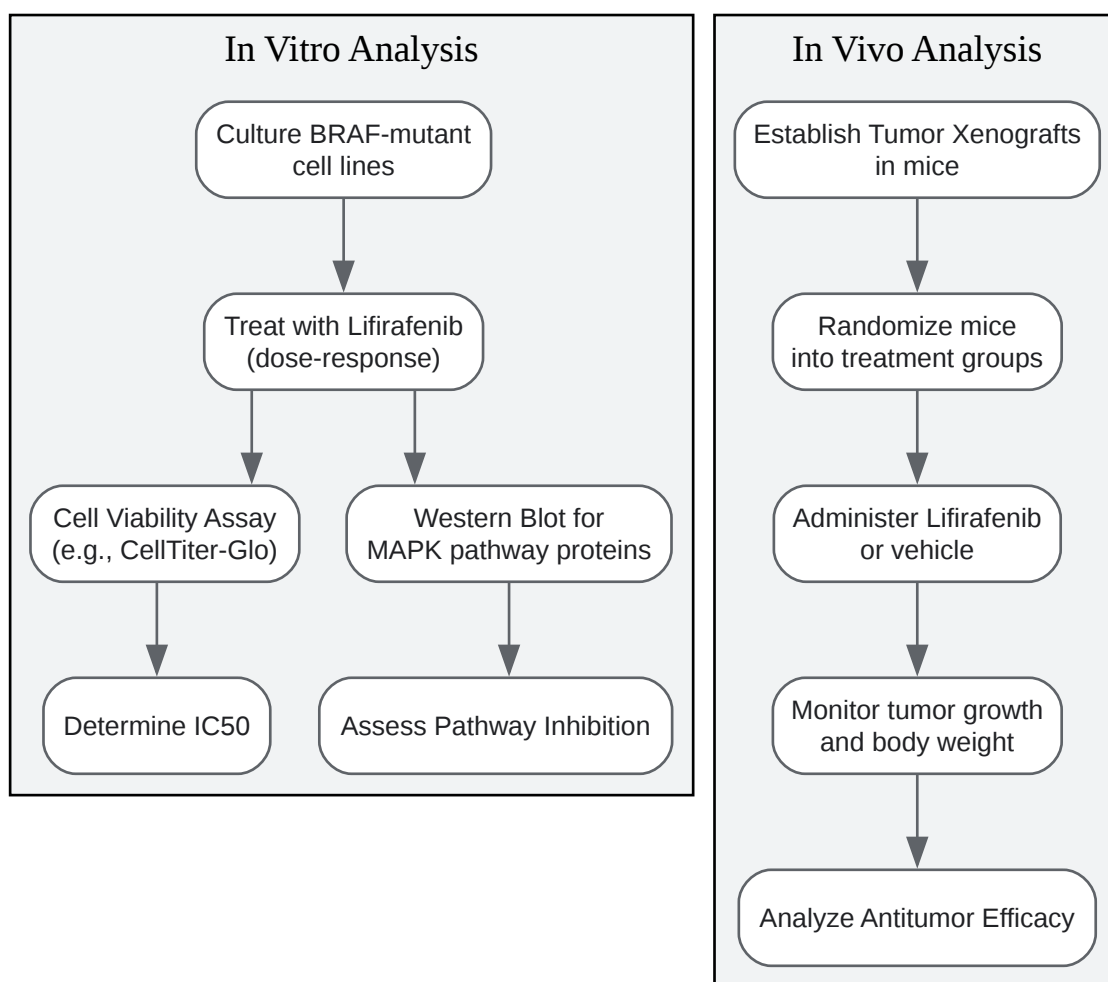 In Vitro Analysis
Culture BRAF-mutant
cell lines
Treat with Lifirafenib
(dose-response)
Cell Viability Assay
(e.g., CellTiter-Glo)
Western Blot for
MAPK pathway proteins
Determine IC50
Assess Pathway Inhibition
In Vivo Analysis
Establish Tumor Xenografts
in mice
Randomize mice
into treatment groups
Administer Lifirafenib
or vehicle
Monitor tumor growth
and body weight
Analyze Antitumor Efficacy